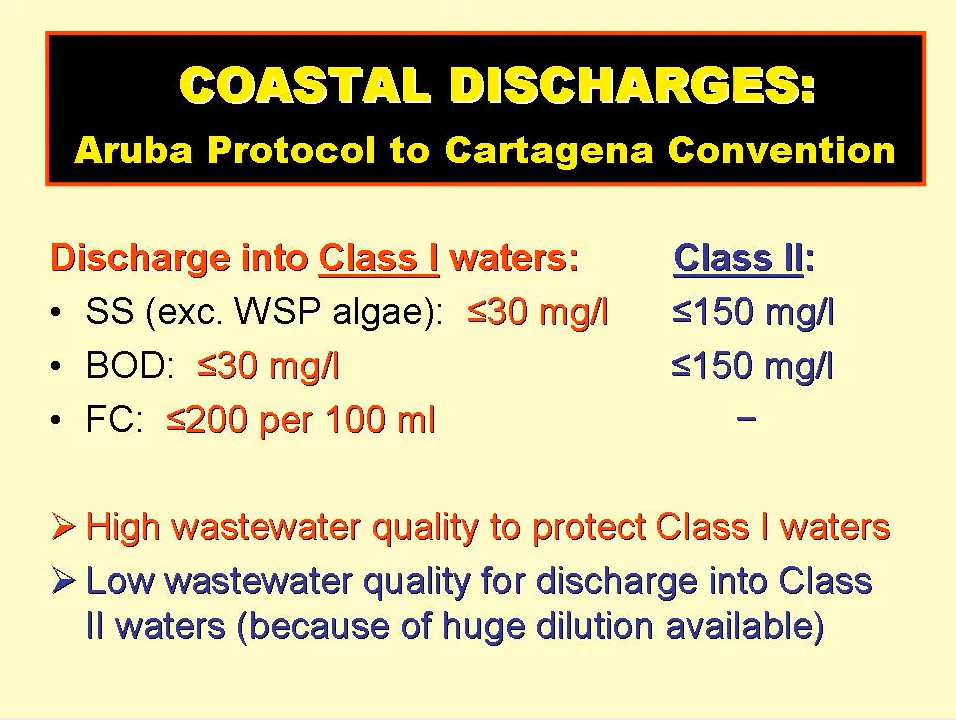 COASTAL DISCHARGES:
Aruba Protocol to Cartagena Convention
Discharge into Class I waters: Class II:
• SS (exc. WSP algae): ≤30 mg/l ≤150 mg/l
• BOD: ≤30 mg/l ≤150 mg/l
• FC: ≤200 per 100 ml –
➢ High wastewater quality to protect Class I waters
➢ Low wastewater quality for discharge into Class
II waters (because of huge dilution available)